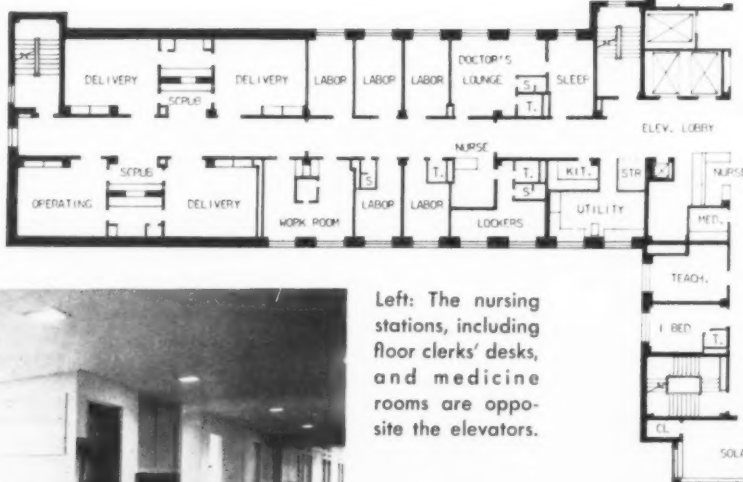 DELIVERY
DELIVERY
LABOR
LABOR
LABOR
DOCTOR'S
LOUNGE
SLEEP
SCRUB
S
T.
ELEV. LOBBY
NURSE
SCRUB
OPERATING
DELIVERY
WORK ROOM
S
LABOR
T.
LABOR
T.
S
LOCKERS
KIT.
STR
UTILITY
NURSE
MED.
TEACH.
1 BED
T.
CL
SOLA
Left: The nursing
stations, including
floor clerks' desks,
and medicine
rooms are oppo-
site the elevators.